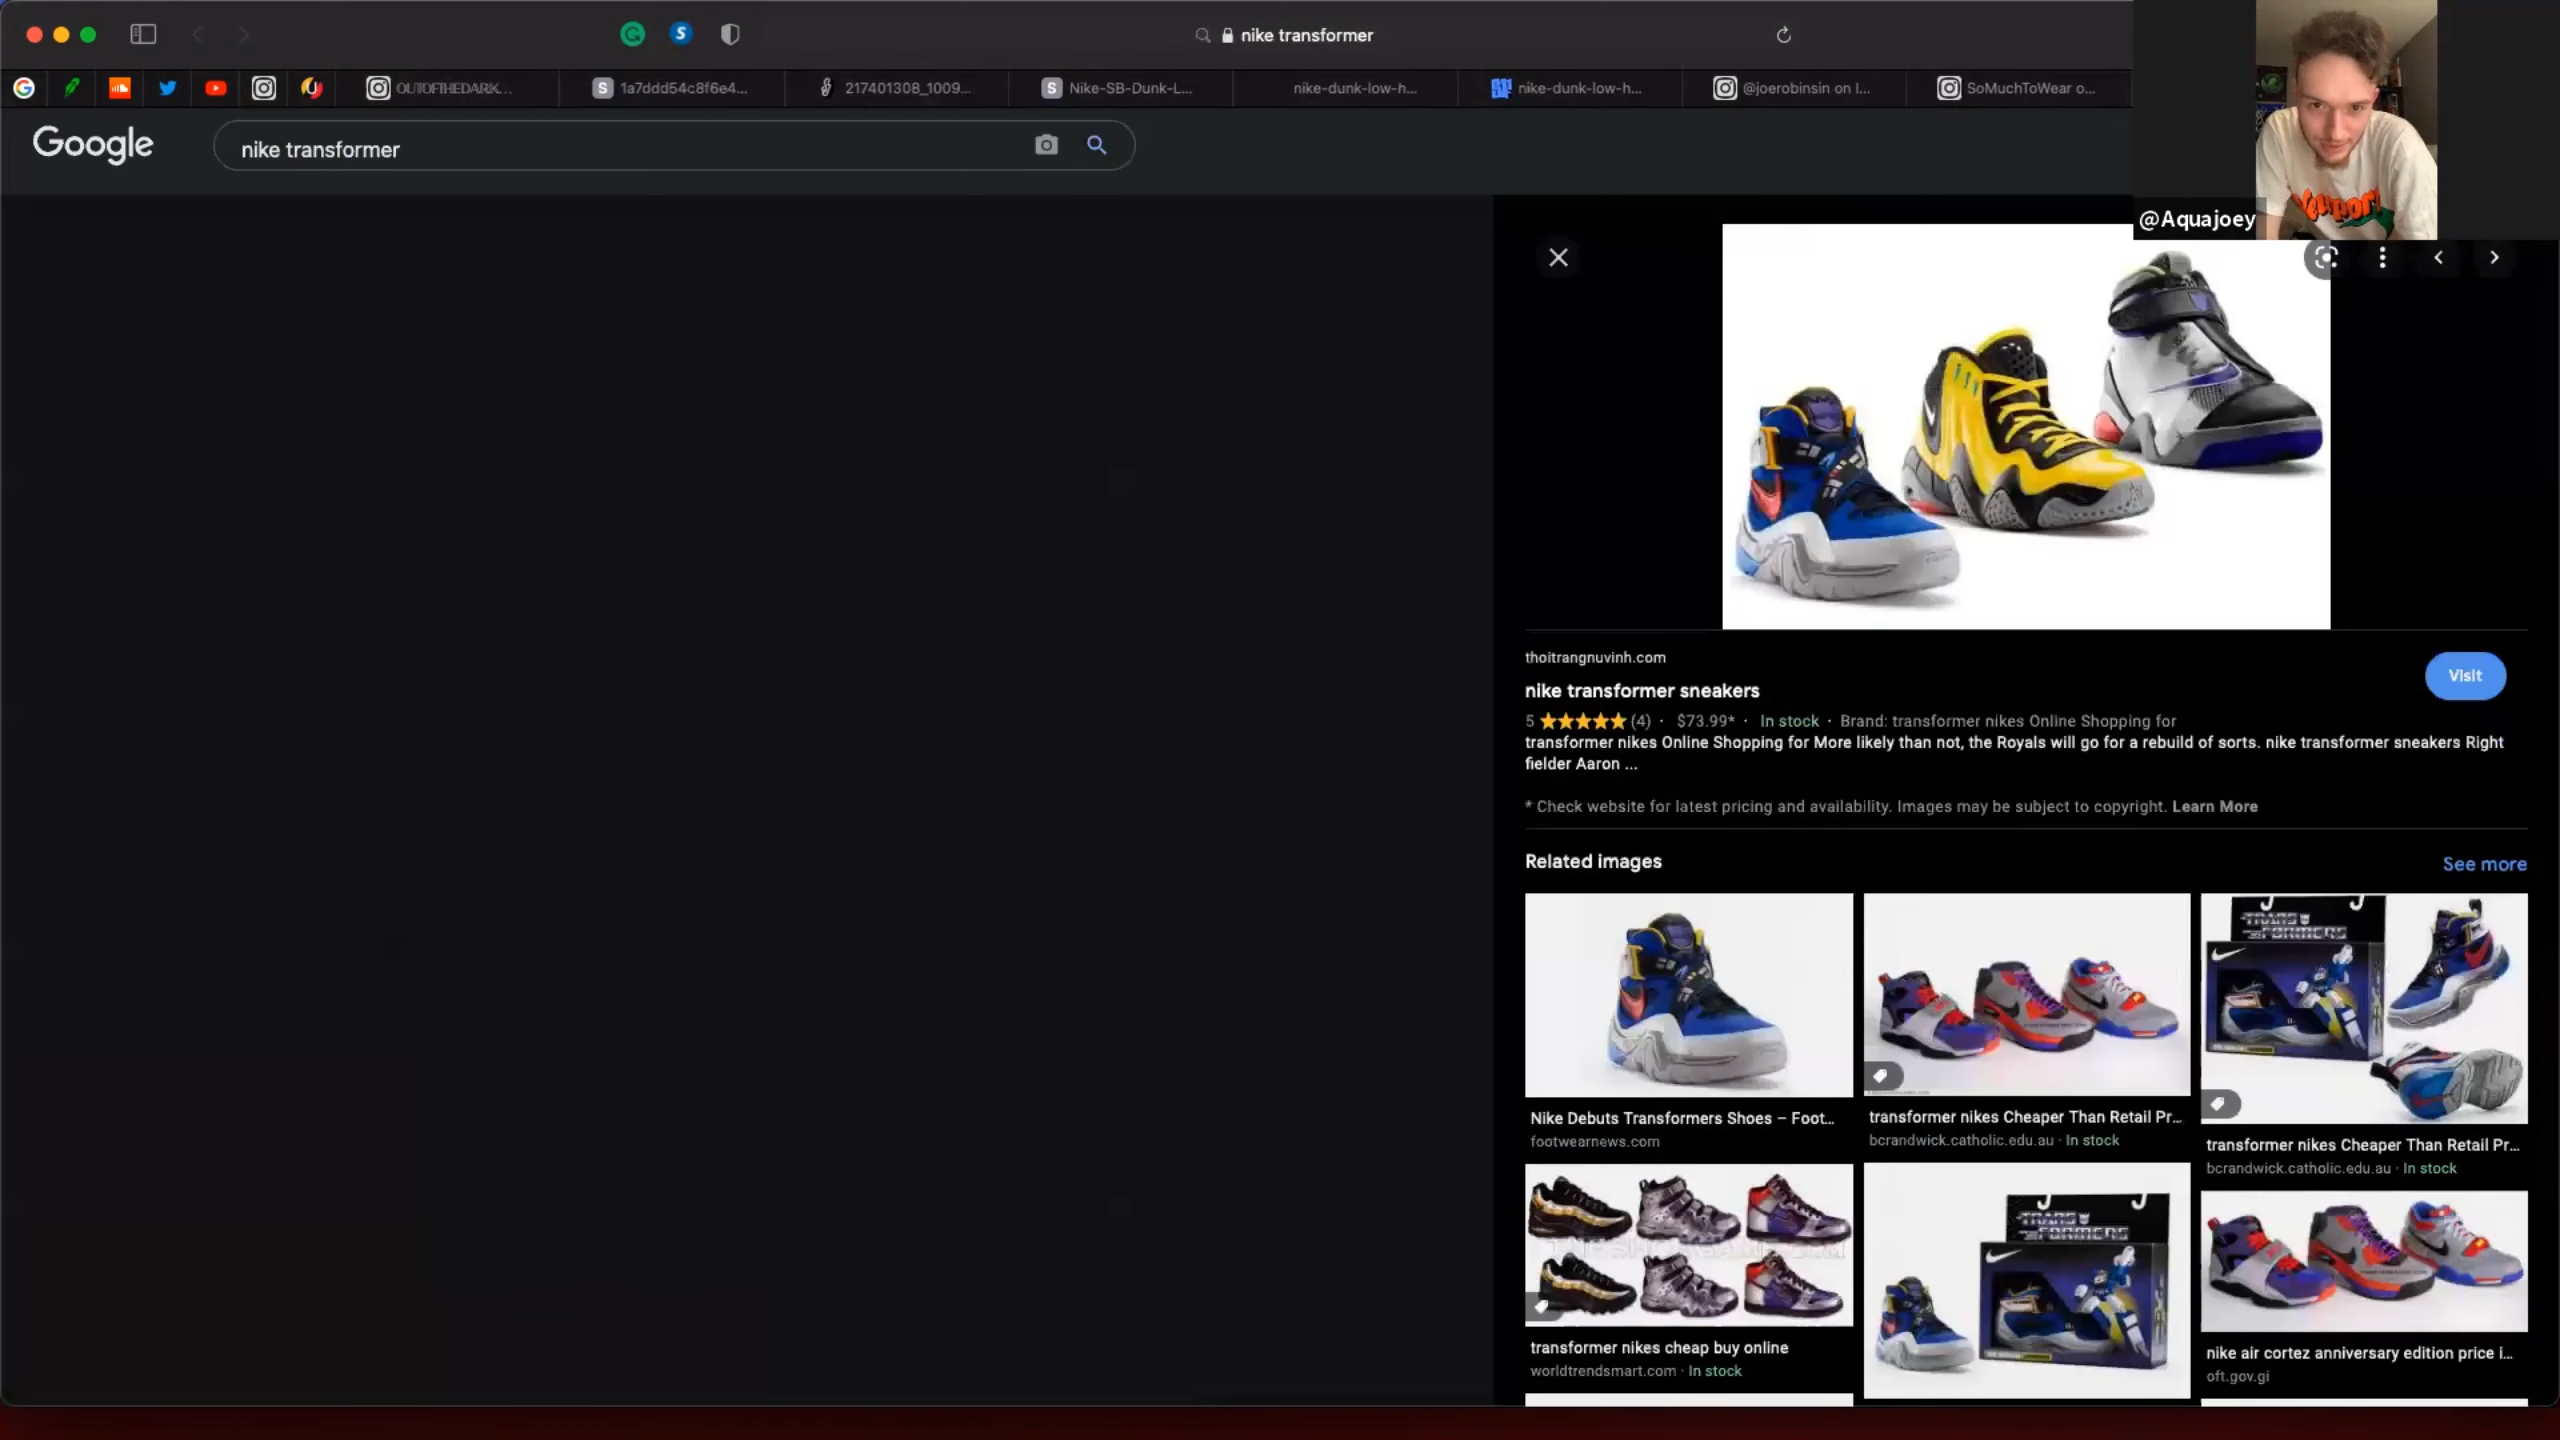 nike transformer
OUTOFTHEDARK...
1a7ddd54c8f6e4...
217401308_1009...
Nike-SB-Dunk-L...
nike-dunk-low-h...
nike-dunk-low-h...
@joerobinsin on I...
SoMuchToWear o...
Google
nike transformer
@Aquajoey
thoitrangnuvinh.com
Visit
nike transformer sneakers
5 ★★★★★ (4) · $73.99* · In stock · Brand: transformer nikes Online Shopping for
transformer nikes Online Shopping for More likely than not, the Royals will go for a rebuild of sorts. nike transformer sneakers Right
fielder Aaron ...
* Check website for latest pricing and availability. Images may be subject to copyright. Learn More
Related images
See more
TRANSFORMERS
Nike Debuts Transformers Shoes – Foot...
footwearnews.com
transformer nikes Cheaper Than Retail Pr...
bcrandwick.catholic.edu.au · In stock
transformer nikes Cheaper Than Retail Pr...
bcrandwick.catholic.edu.au · In stock
TRANSFORMERS
transformer nikes cheap buy online
worldtrendsmart.com · In stock
nike air cortez anniversary edition price i...
oft.gov.gi